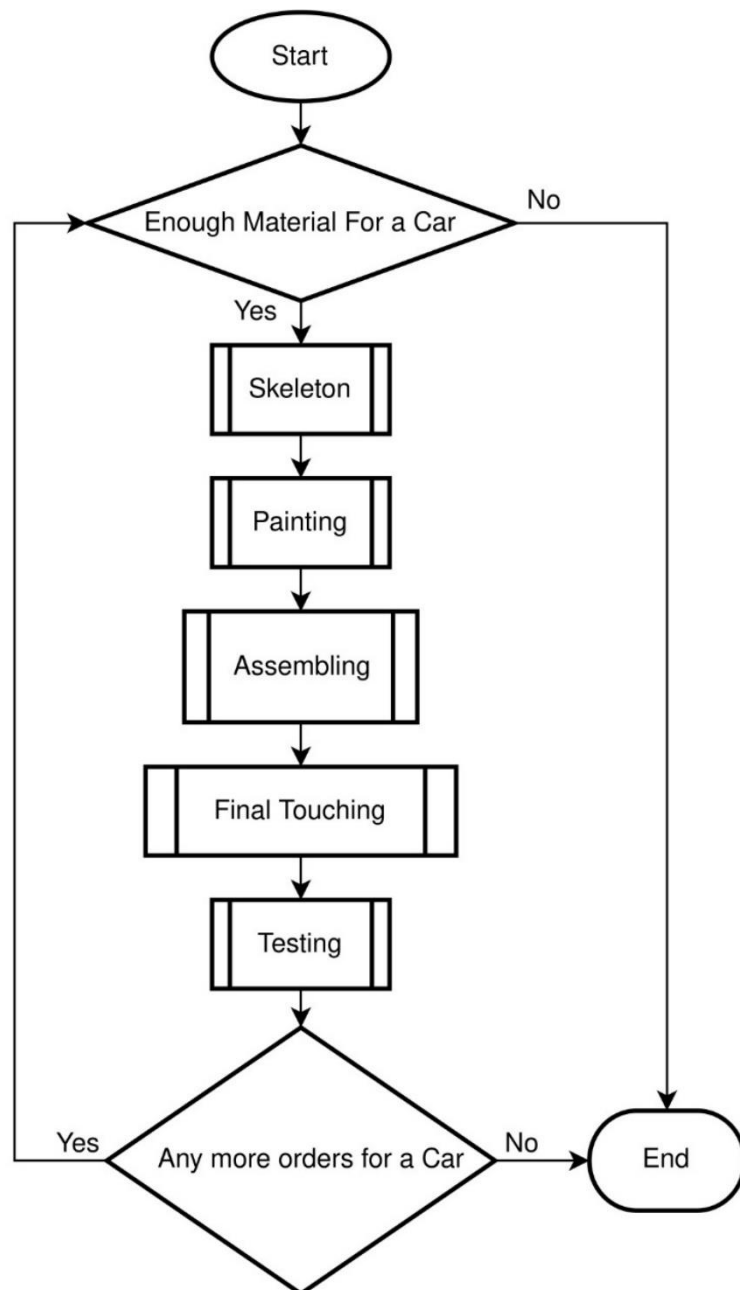 Start
Enough Material For a Car
No
Yes
Skeleton
Painting
Assembling
Final Touching
Testing
Yes
Any more orders for a Car
No
End